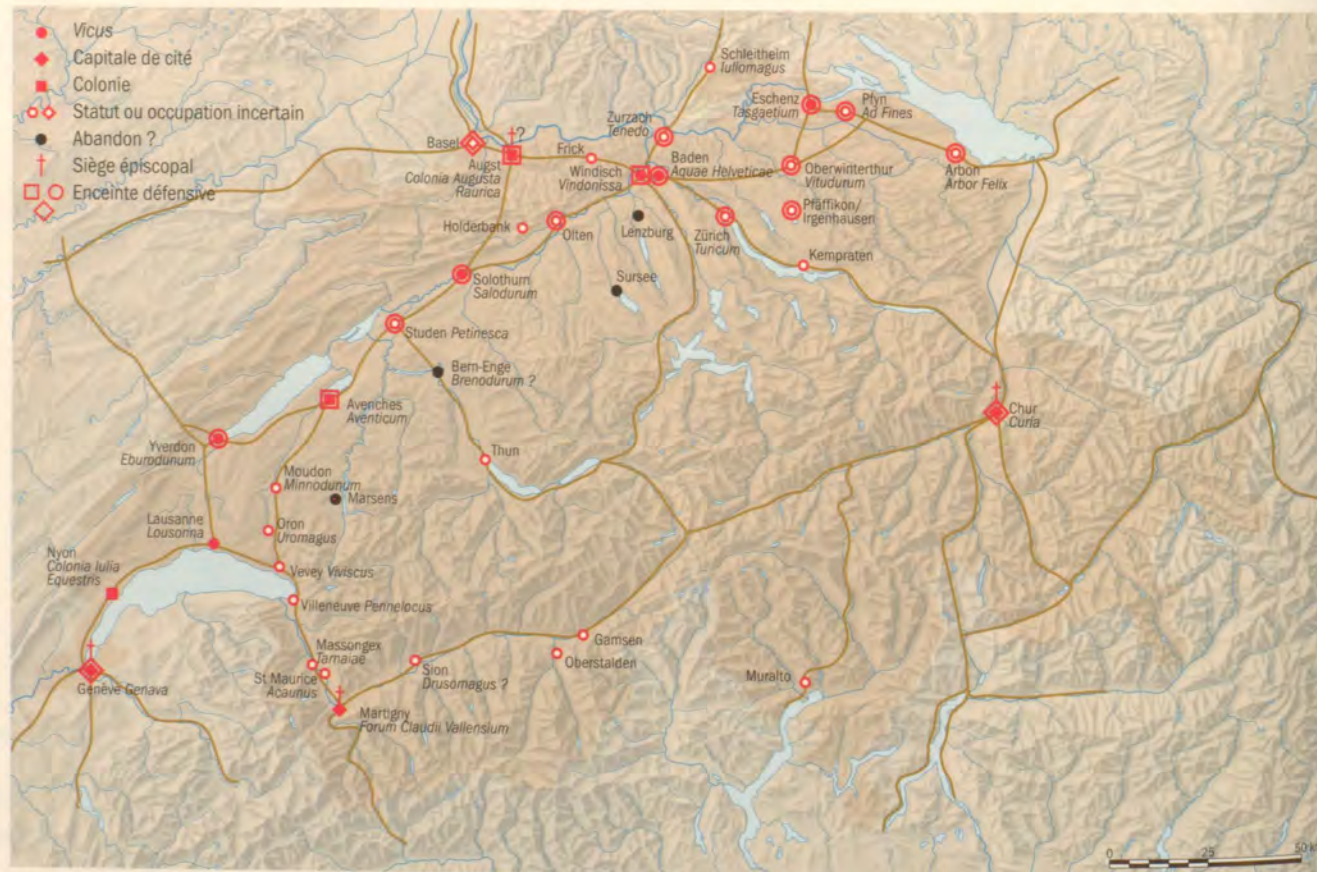 Vicus
Capitale de cité
Colonie
Statut ou occupation incertain
Abandon ?
Siège épiscopal
Enceinte défensive
Schleitheim
Iuliomagus
Eschenz
Tasgaetium
Pfyn
Ad Fines
Zurzach
Tenedo
Basel
?
Augst
Colonia Augusta
Raurica
Frick
Windisch
Vindonissa
Baden
Aquae Helveticae
Oberwinterthur
Vitudurum
Arbon
Arbor Felix
Pfäffikon/
Irgenhausen
Holderbank
Olten
Lenzburg
Zürich
Turicum
Kempraten
Solothurn
Salodurum
Sursee
Studen Petinesca
Bern-Enge
Brenodurum ?
Avenches
Aventicum
Chur
Curia
Yverdon
Eburodunum
Thun
Moudon
Minnodunum
Marsens
Lausanne
Lousonna
Oron
Uromagus
Nyon
Colonia Iulia
Equestris
Vevey Viviscus
Villeneuve Pennelocus
Gamsen
Oberstalden
Massongex
Tarnaiae
St Maurice
Acaunus
Sion
Drusomagus ?
Muralto
Genève Genava
Martigny
Forum Claudii Vallensium
0 25 50 k